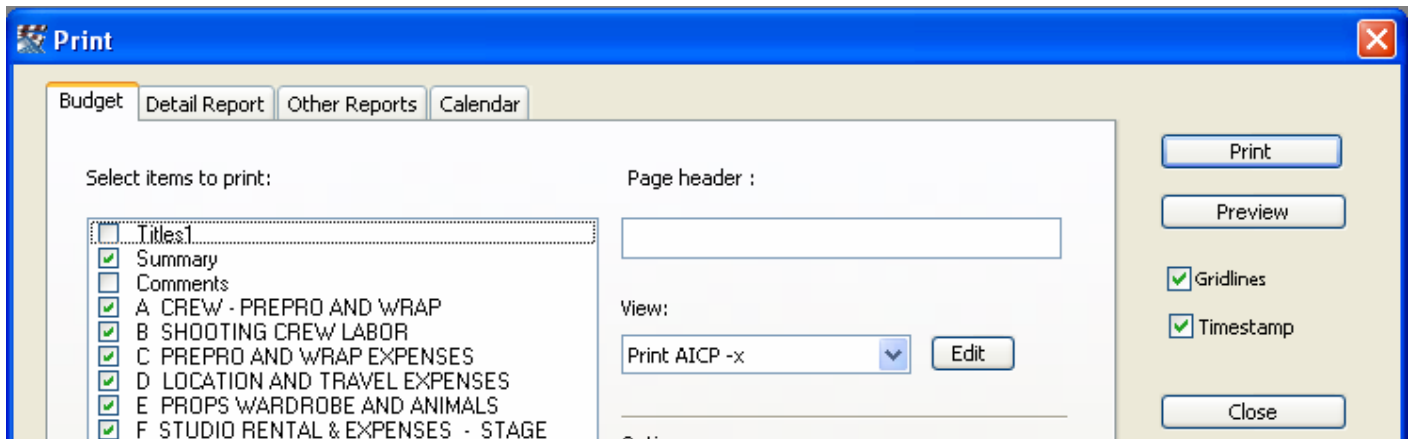 Print
Budget
Detail Report
Other Reports
Calendar
Select items to print:
Titles1
Summary
Comments
A CREW - PREPRO AND WRAP
B SHOOTING CREW LABOR
C PREPRO AND WRAP EXPENSES
D LOCATION AND TRAVEL EXPENSES
E PROPS WARDROBE AND ANIMALS
F STUDIO RENTAL & EXPENSES - STAGE
Page header :
View:
Print AICP -x
Edit
Print
Preview
Gridlines
Timestamp
Close